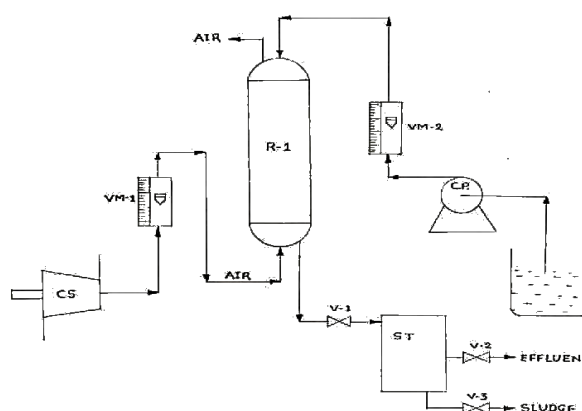 AIR
VM-2
R-1
C.P.
VM-1
AIR
CS
V-1
ST
V-2
EFFLUEN
V-3
SLUDGE